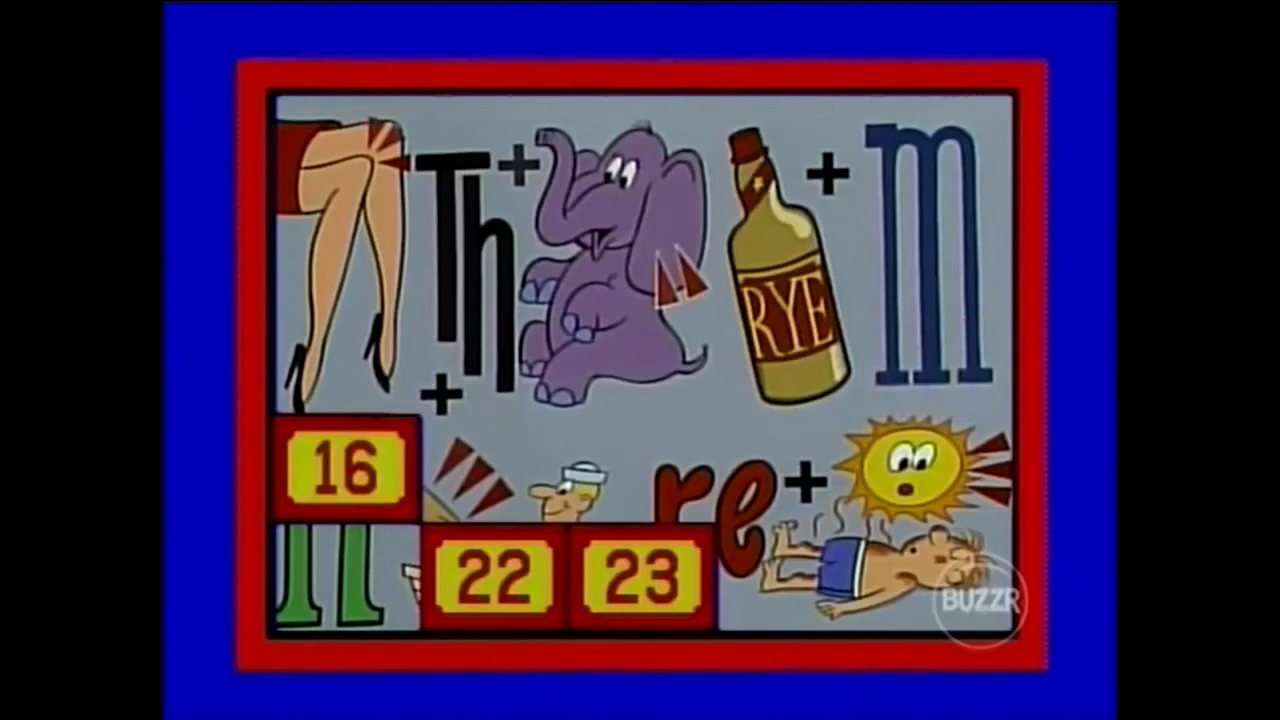 Th + + m
RYE
+
16 re +
22 23
BUZZR